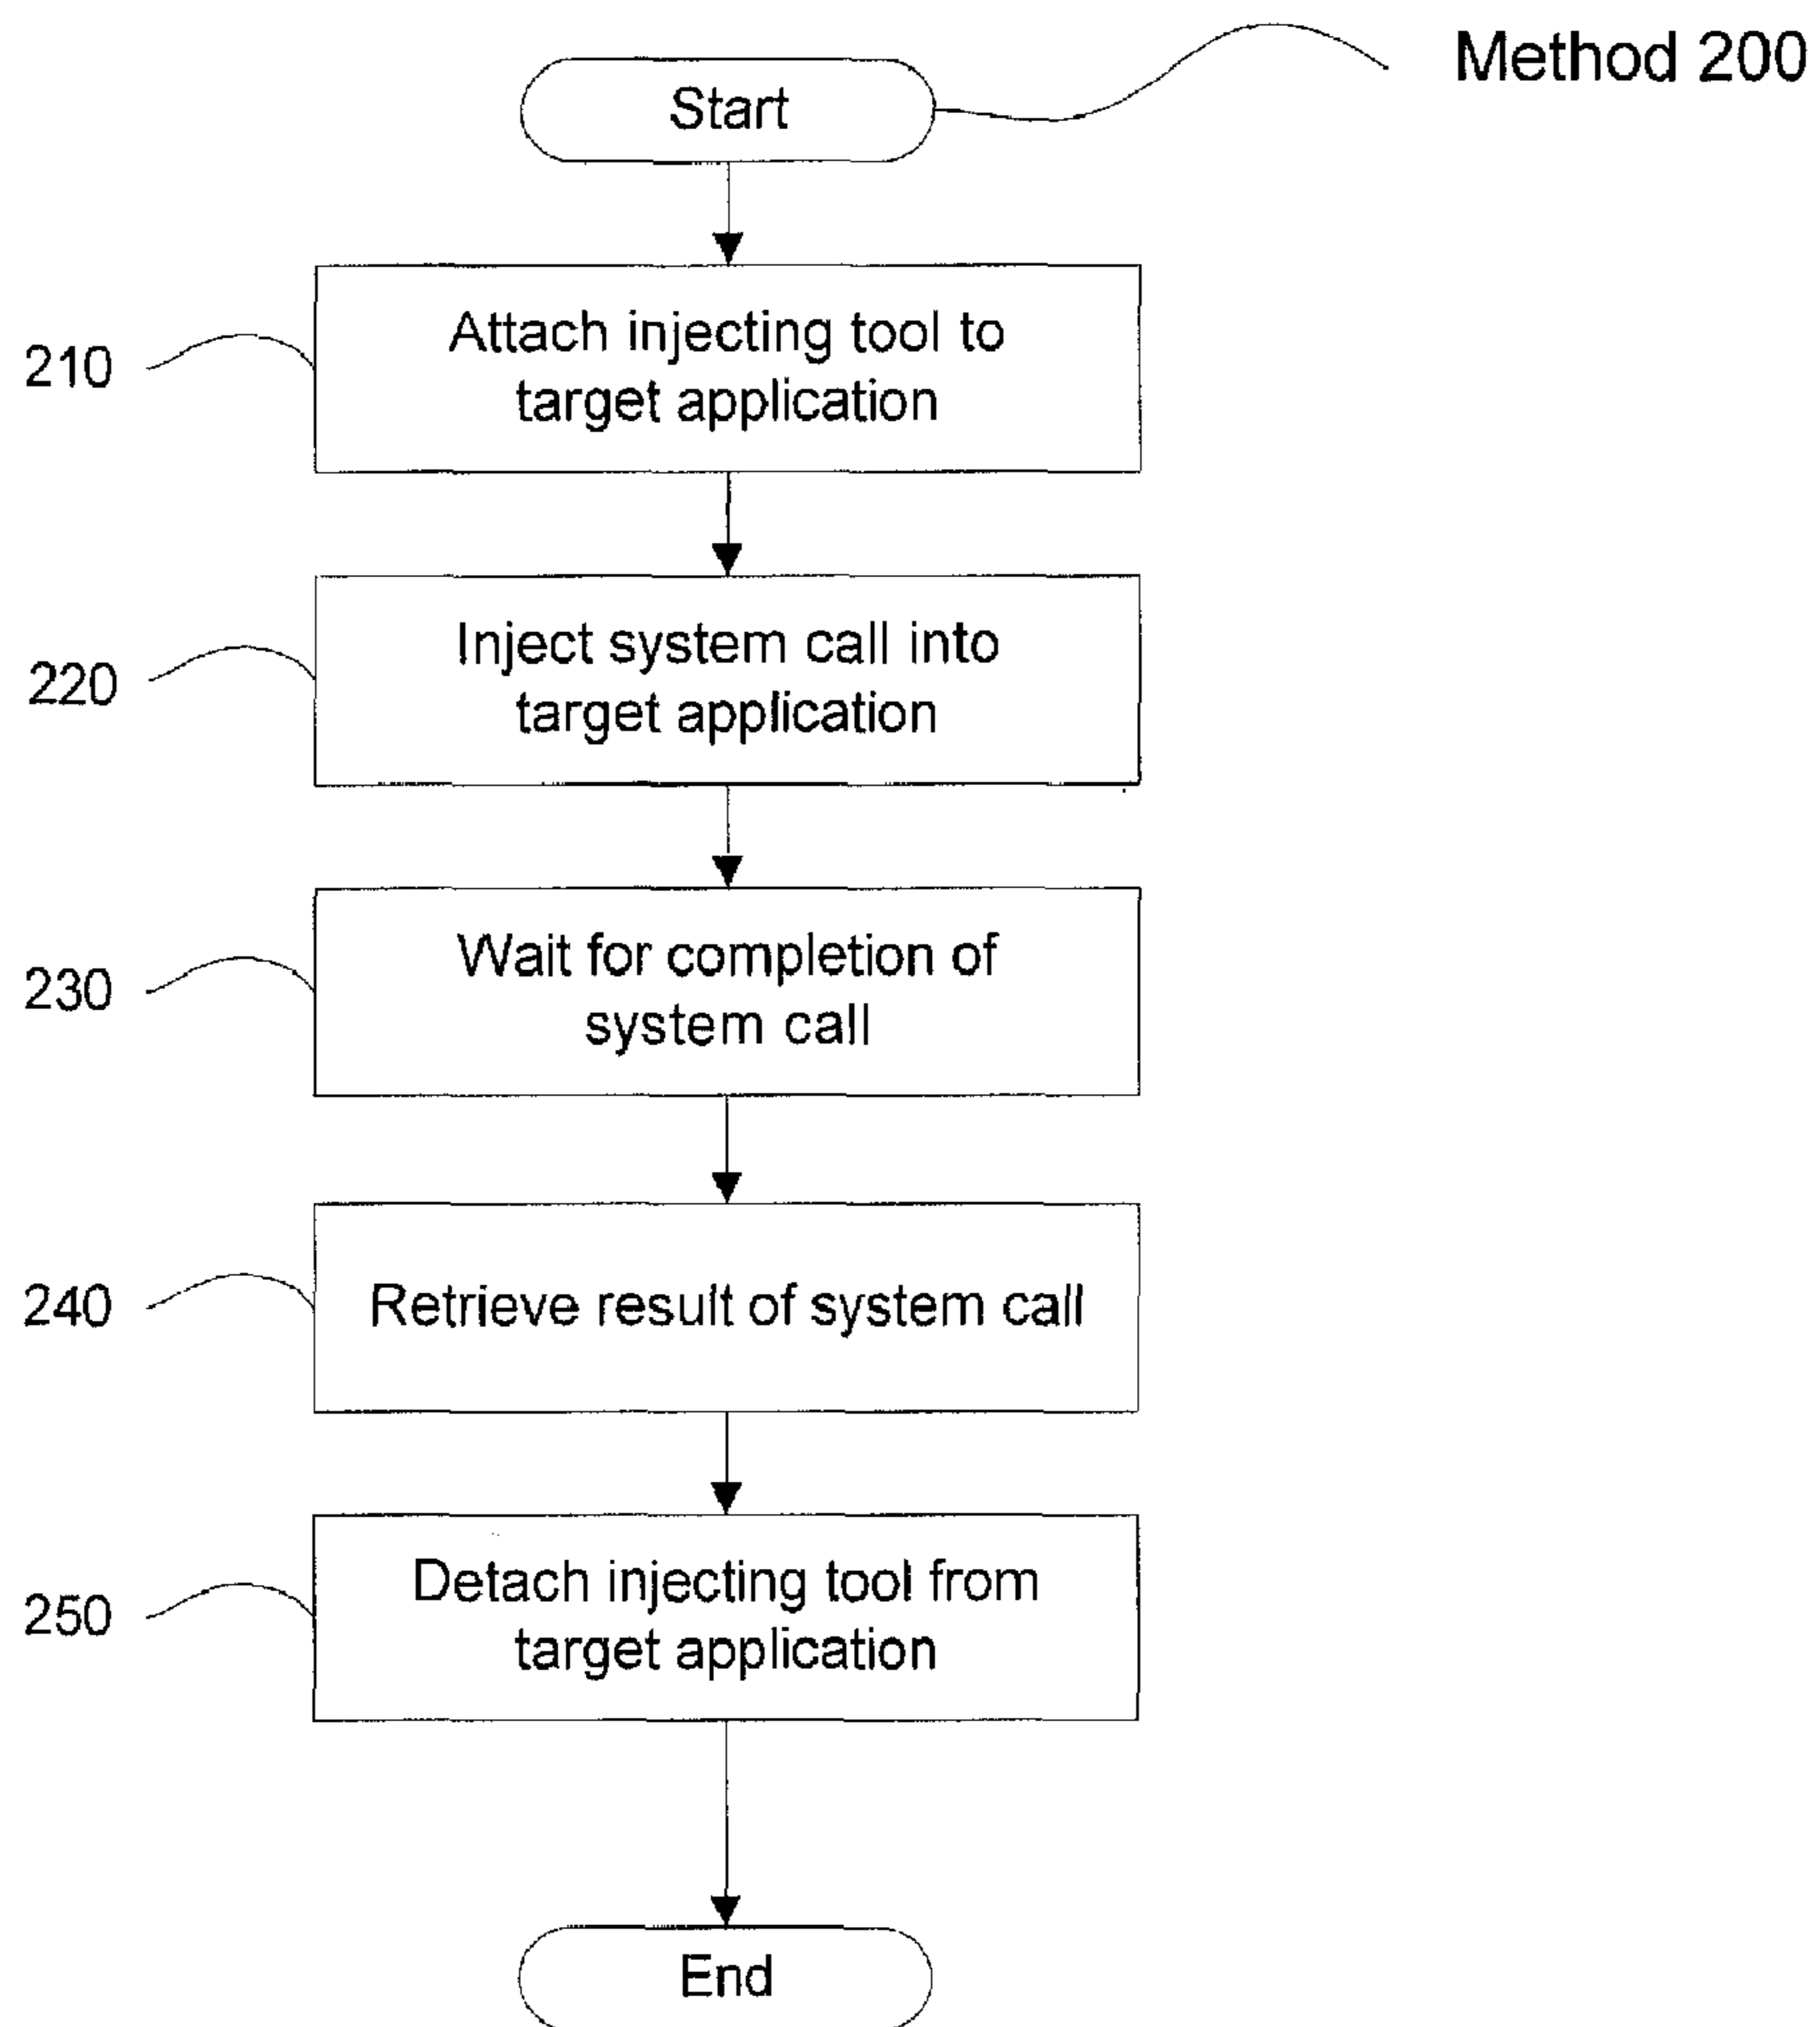 Method 200
Start
210
Attach injecting tool to
target application
220
Inject system call into
target application
230
Wait for completion of
system call
240
Retrieve result of system call
250
Detach injecting tool from
target application
End